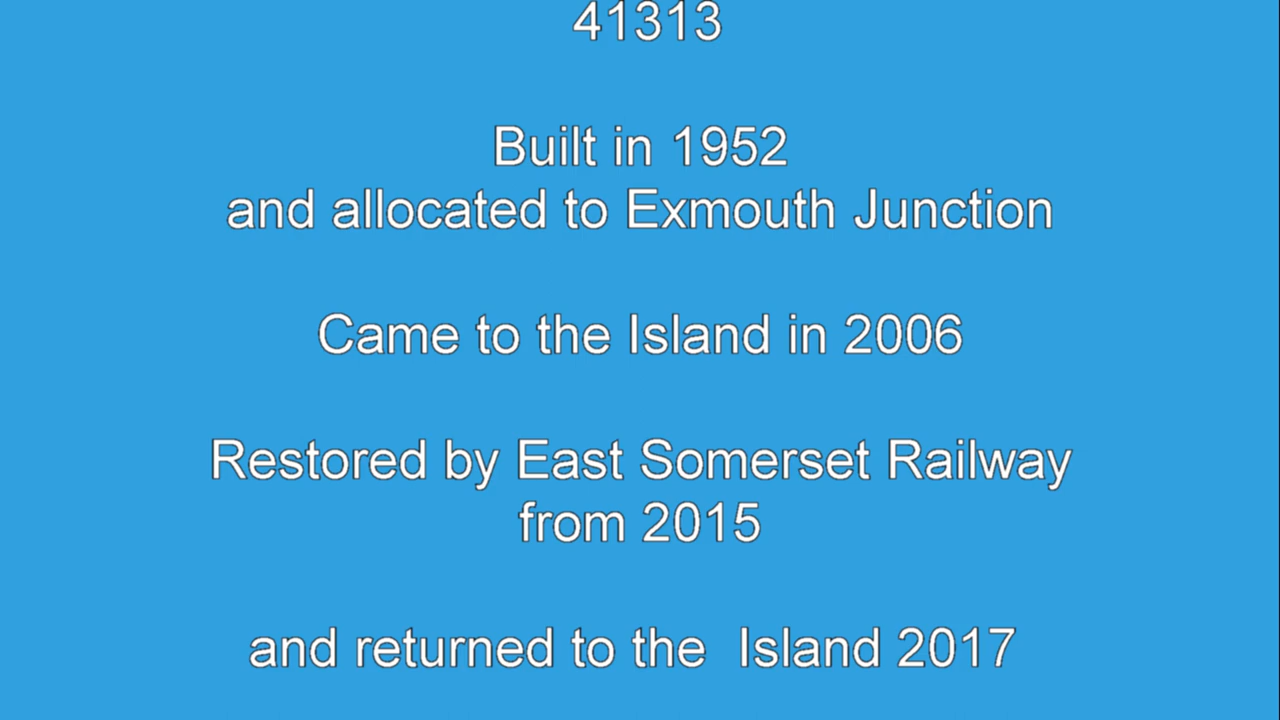 41313
Built in 1952
and allocated to Exmouth Junction
Came to the Island in 2006
Restored by East Somerset Railway
from 2015
and returned to the  Island 2017